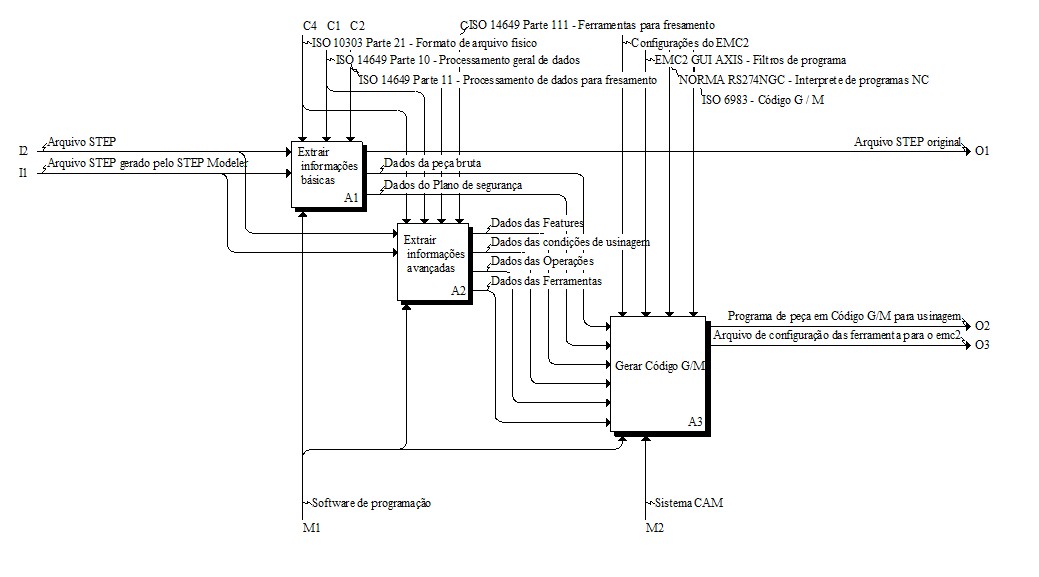 C4 C1 C2
C
ISO 14649 Parte 111 - Ferramentas para fresamento
ISO 10303 Parte 21 - Formato de arquivo fisico
Configurações do EMC2
ISO 14649 Parte 10 - Processamento geral de dados
EMC2 GUI AXIS - Filtros de programa
ISO 14649 Parte 11 - Processamento de dados para fresamento
NORMA RS274NGC - Interprete de programas NC
ISO 6983 - Código G / M
I2
Arquivo STEP
Arquivo STEP original
O1
I1
Arquivo STEP gerado pelo STEP Modeler
Extrair
informações
básicas
A1
Dados da peça bruta
Dados do Plano de segurança
Extrair
informações
avançadas
A2
Dados das Features
Dados das condições de usinagem
Dados das Operações
Dados das Ferramentas
Programa de peça em Código G/M para usinagem
O2
Arquivo de configuração das ferramenta para o emc2
O3
Gerar Código G/M
A3
Software de programação
Sistema CAM
M1
M2